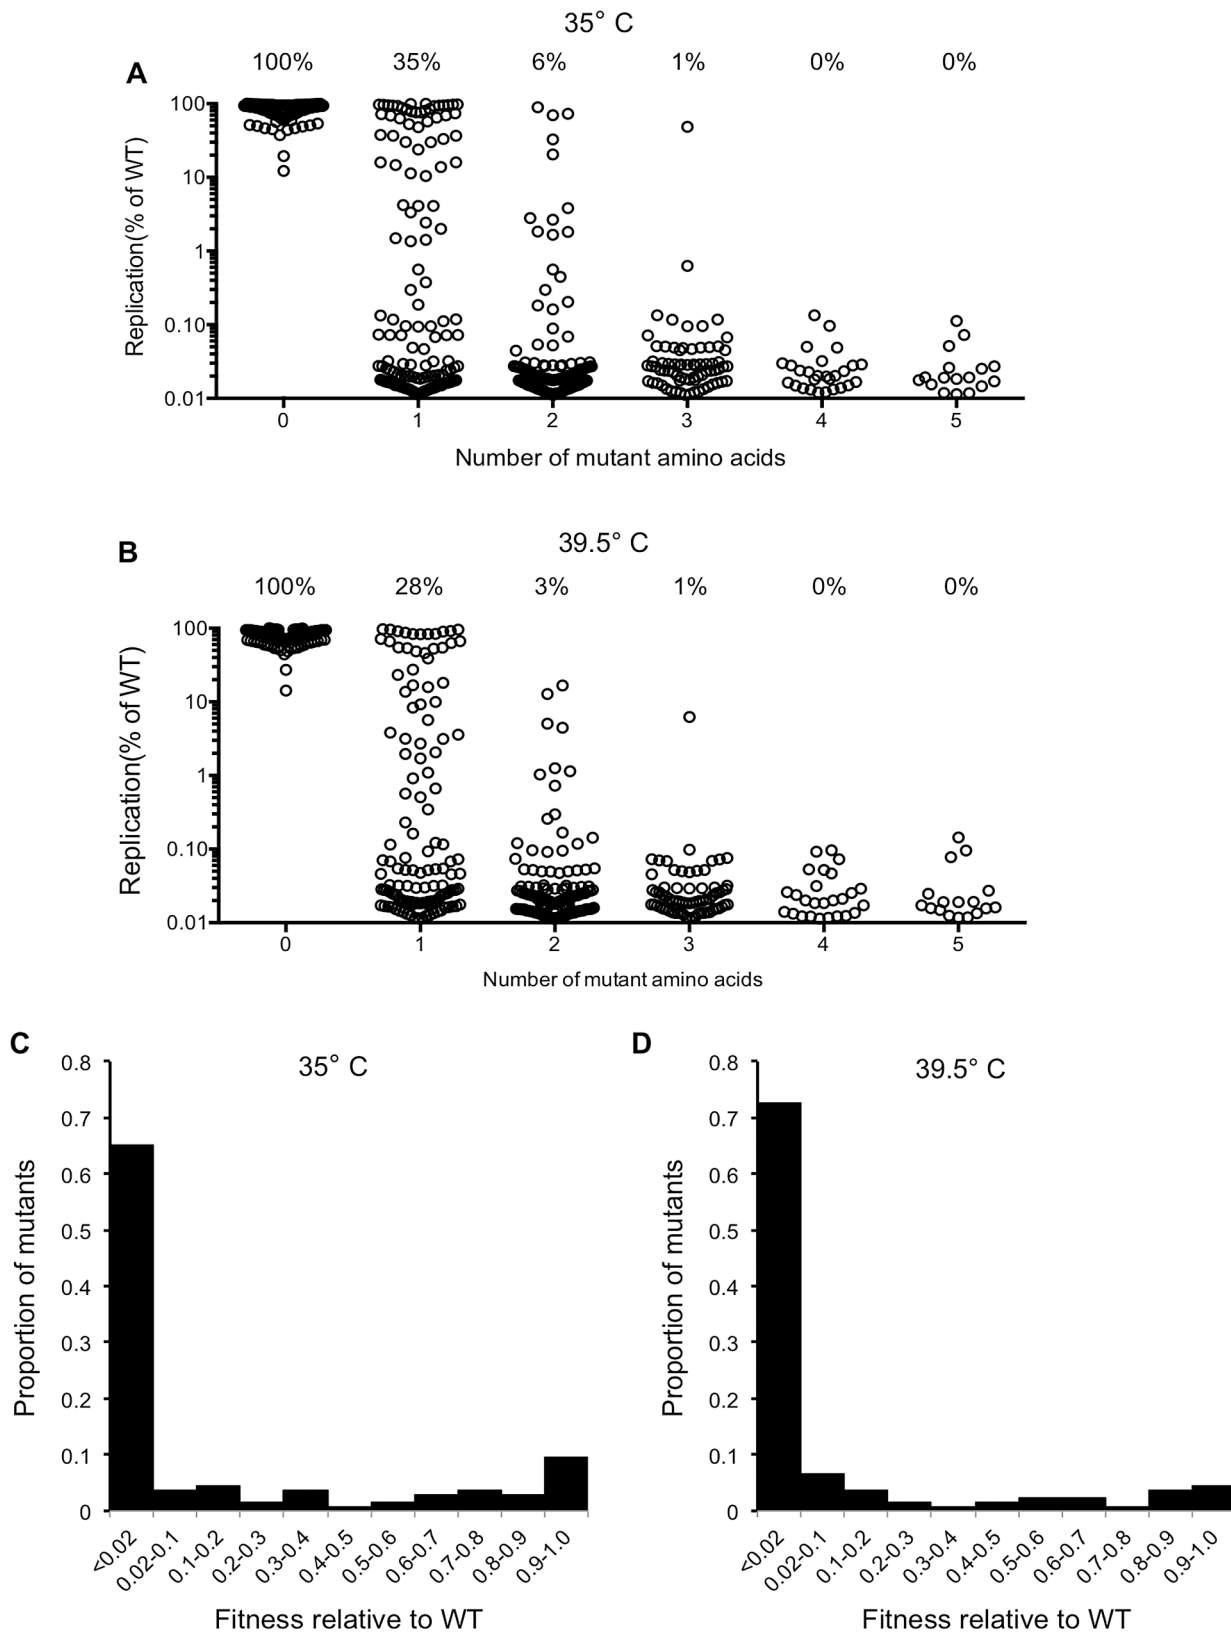 35° C
A
100% 35% 6% 1% 0% 0%
Replication(% of WT)
100
10
1
0.10
0.01
0 1 2 3 4 5
Number of mutant amino acids
39.5° C
B
100% 28% 3% 1% 0% 0%
Replication(% of WT)
100
10
1
0.10
0.01
0 1 2 3 4 5
Number of mutant amino acids
C
35° C
Proportion of mutants
0.8
0.7
0.6
0.5
0.4
0.3
0.2
0.1
0
<0.02 0.02-0.1 0.1-0.2 0.2-0.3 0.3-0.4 0.4-0.5 0.5-0.6 0.6-0.7 0.7-0.8 0.8-0.9 0.9-1.0
Fitness relative to WT
D
39.5° C
Proportion of mutants
0.8
0.7
0.6
0.5
0.4
0.3
0.2
0.1
0
<0.02 0.02-0.1 0.1-0.2 0.2-0.3 0.3-0.4 0.4-0.5 0.5-0.6 0.6-0.7 0.7-0.8 0.8-0.9 0.9-1.0
Fitness relative to WT